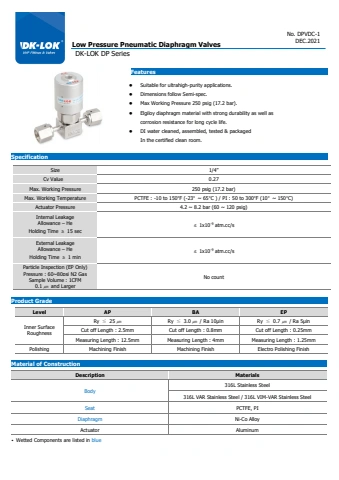 DK-LOK
DHP Fittings & Valves
Low Pressure Pneumatic Diaphragm Valves
No. DPVDC-1
DEC.2021
DK-LOK DP Series
Features
● Suitable for ultrahigh-purity applications.
● Dimensions follow Semi-spec.
● Max Working Pressure 250 psig (17.2 bar).
● Elgiloy diaphragm material with strong durability as well as
corrosion resistance for long cycle life.
● DI water cleaned, assembled, tested & packaged
In the certified clean room.
Specification
Size 1/4"
Cv Value 0.27
Max. Working Pressure 250 psig (17.2 bar)
Max. Working Temperature PCTFE : -10 to 150°F (-23° ~ 65°C ) / PI : 50 to 300°F (10° ~ 150°C)
Actuator Pressure 4.2 ~ 8.2 bar (60 ~ 120 psig)
Internal Leakage
Allowance – He
Holding Time ≥ 15 sec
≤ 1x10⁻⁹ atm.cc/s
External Leakage
Allowance – He
Holding Time ≥ 1 min
≤ 1x10⁻⁹ atm.cc/s
Particle Inspection (EP Only)
Pressure : 60~80psi N2 Gas
Sample Volume : 1CFM
0.1 ㎛ and Larger
No count
Product Grade
Level AP BA EP
Inner Surface
Roughness
Ry ≤ 25 ㎛ Ry ≤ 3.0 ㎛ / Ra 10μin Ry ≤ 0.7 ㎛ / Ra 5μin
Cut off Length : 2.5mm Cut off Length : 0.8mm Cut off Length : 0.25mm
Measuring Length : 12.5mm Measuring Length : 4mm Measuring Length : 1.25mm
Polishing Machining Finish Machining Finish Electro Polishing Finish
Material of Construction
Description Materials
Body 316L Stainless Steel
316L VAR Stainless Steel / 316L VIM-VAR Stainless Steel
Seat PCTFE, PI
Diaphragm Ni-Co Alloy
Actuator Aluminum
• Wetted Components are listed in blue